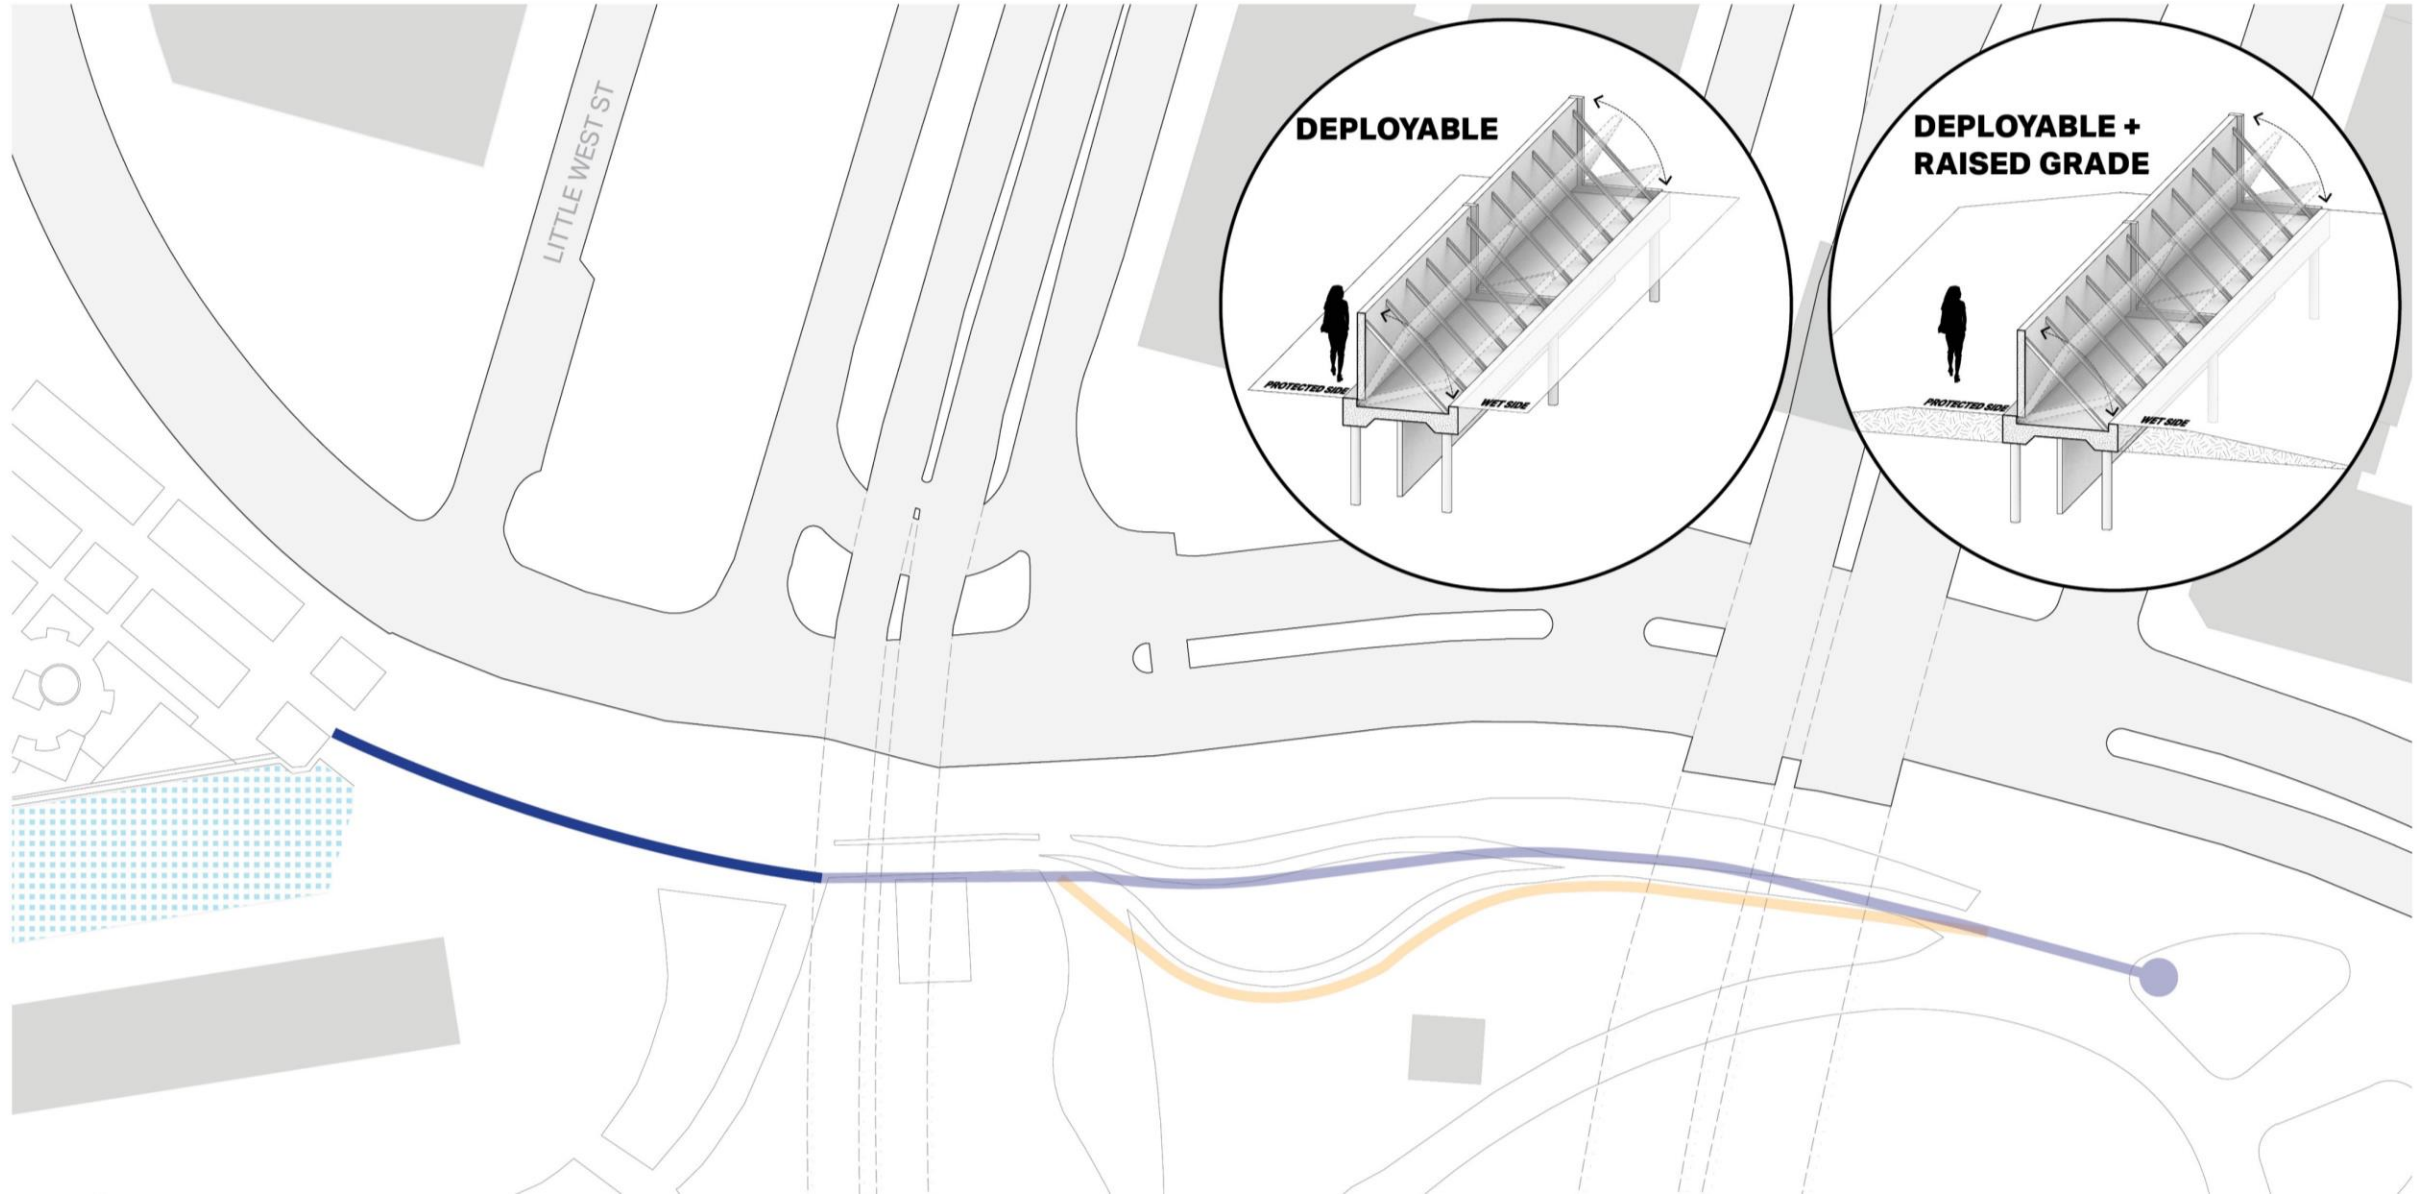 LITTLE WEST ST
DEPLOYABLE
PROTECTED SIDE
WET SIDE
DEPLOYABLE +
RAISED GRADE
PROTECTED SIDE
WET SIDE